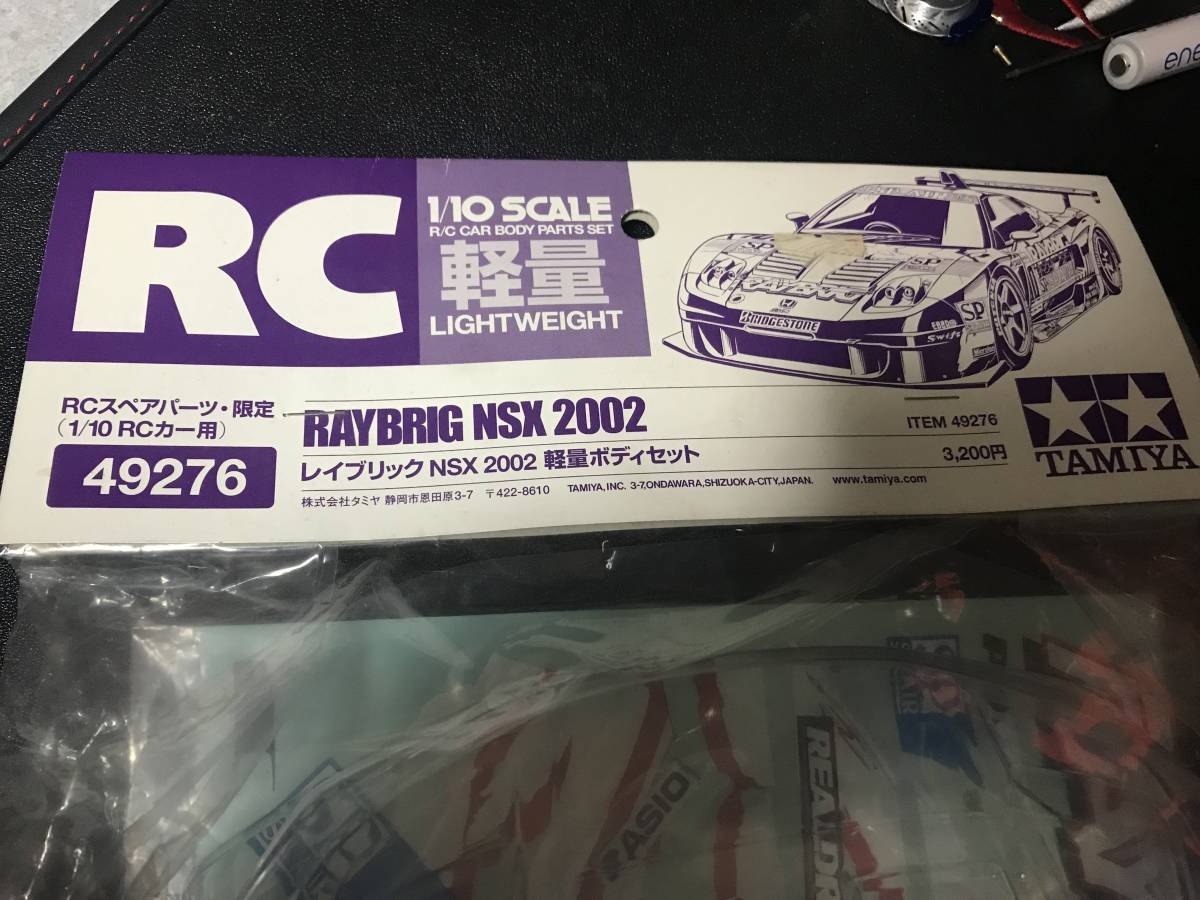 ene
RC
1/10 SCALE
R/C CAR BODY PARTS SET
軽量
LIGHTWEIGHT
SP
SP
RAYBRIG
BRIDGESTONE
SP
Swift
RCスペアパーツ・限定
(1/10 RCカー用)
49276
RAYBRIG NSX 2002
ITEM 49276
レイブリック NSX 2002 軽量ボディセット
3,200円
株式会社タミヤ 静岡市恩田原3-7 〒422-8610 TAMIYA, INC. 3-7,ONDAWARA,SHIZUOKA-CITY,JAPAN. www.tamiya.com
TAMIYA